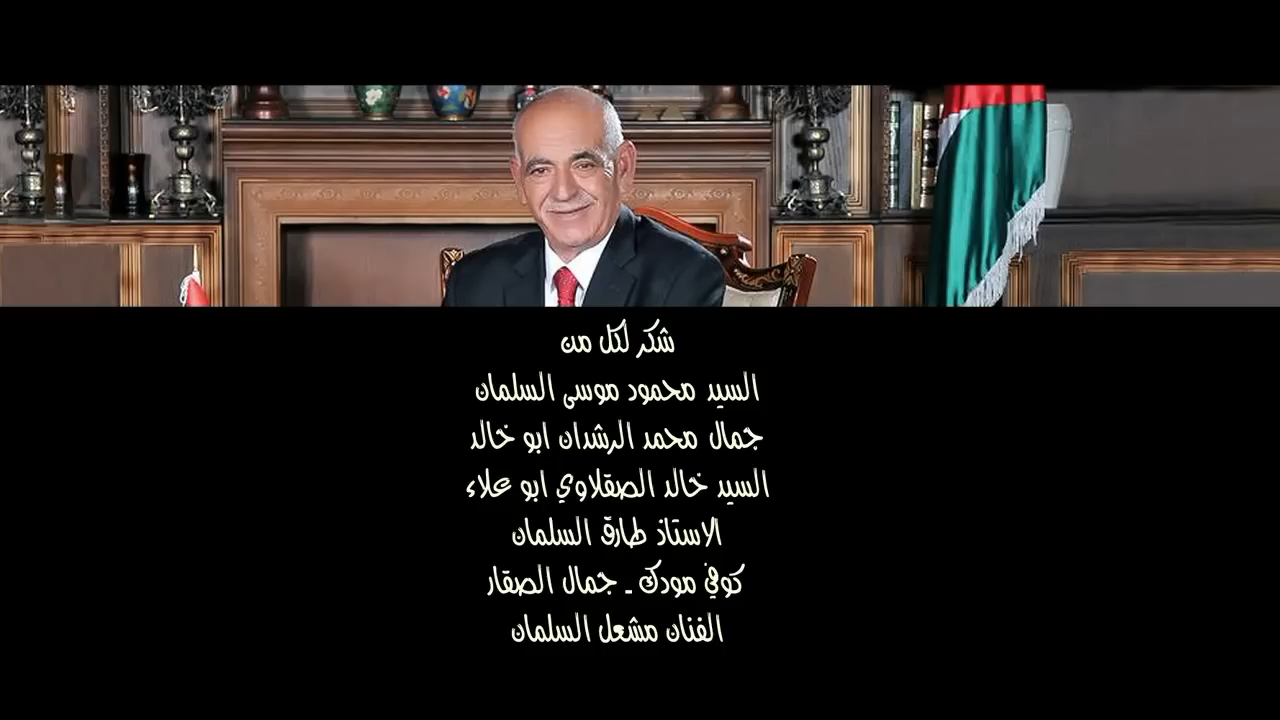 شكر لكل من
السيد محمود موسى السلمان
جمال محمد الرشدان ابو خالد
السيد خالد الصقلاوي ابو علاء
الاستاذ طارق السلمان
كوفي مودك - جمال الصقار
الفنان مشعل السلمان